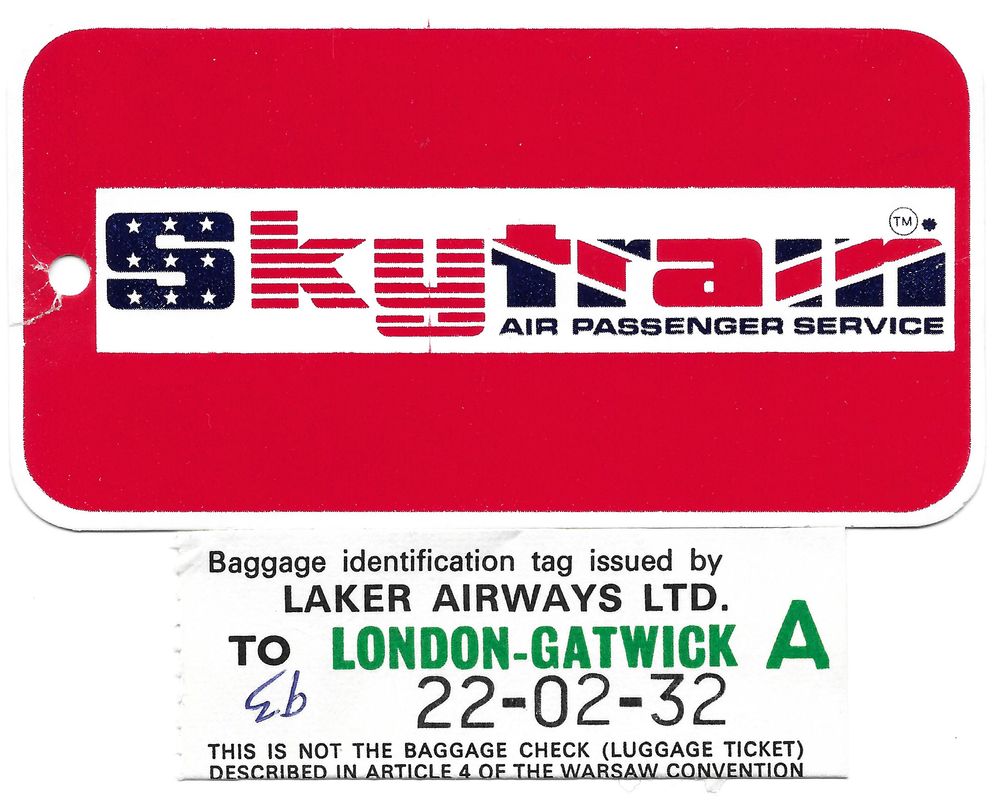 Skytrain TM *
AIR PASSENGER SERVICE
Baggage identification tag issued by
LAKER AIRWAYS LTD.
TO LONDON-GATWICK A
22-02-32
THIS IS NOT THE BAGGAGE CHECK (LUGGAGE TICKET)
DESCRIBED IN ARTICLE 4 OF THE WARSAW CONVENTION